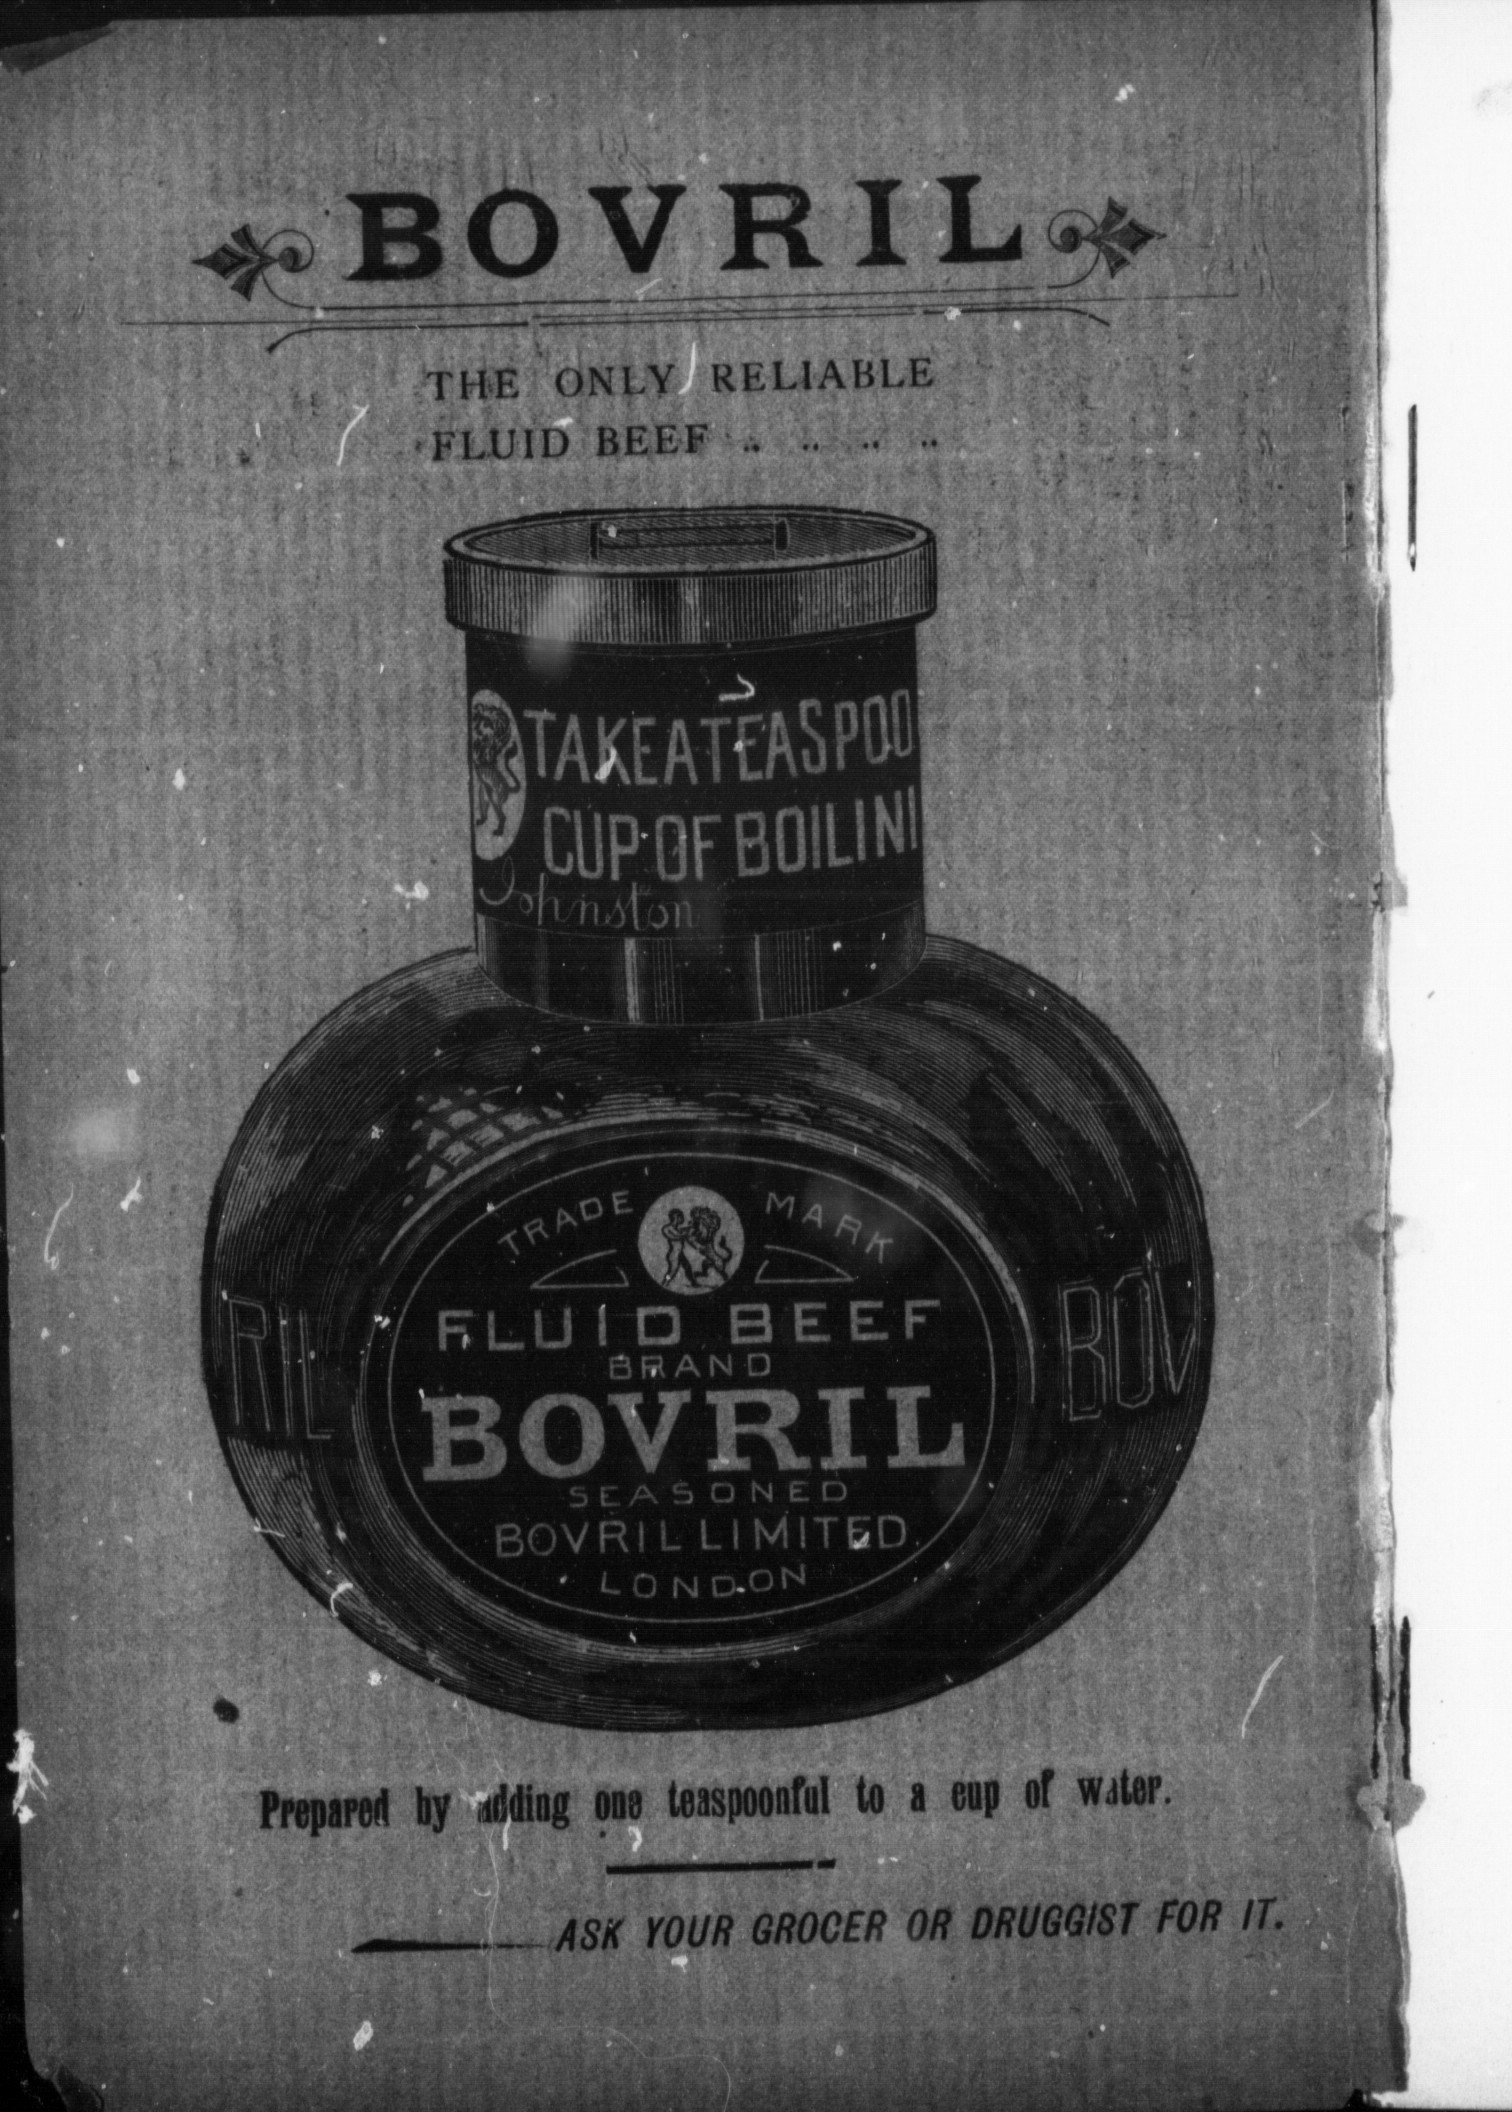 BOVRIL
THE ONLY RELIABLE
FLUID BEEF .. .. .. ..
TAKE A TEASPOO
CUP OF BOILIN
Johnston
TRADE MARK
FLUID BEEF
BRAND
RIL BOVRIL BOV
SEASONED
BOVRIL LIMITED
LONDON
Prepared by adding one teaspoonful to a cup of water.
ASK YOUR GROCER OR DRUGGIST FOR IT.